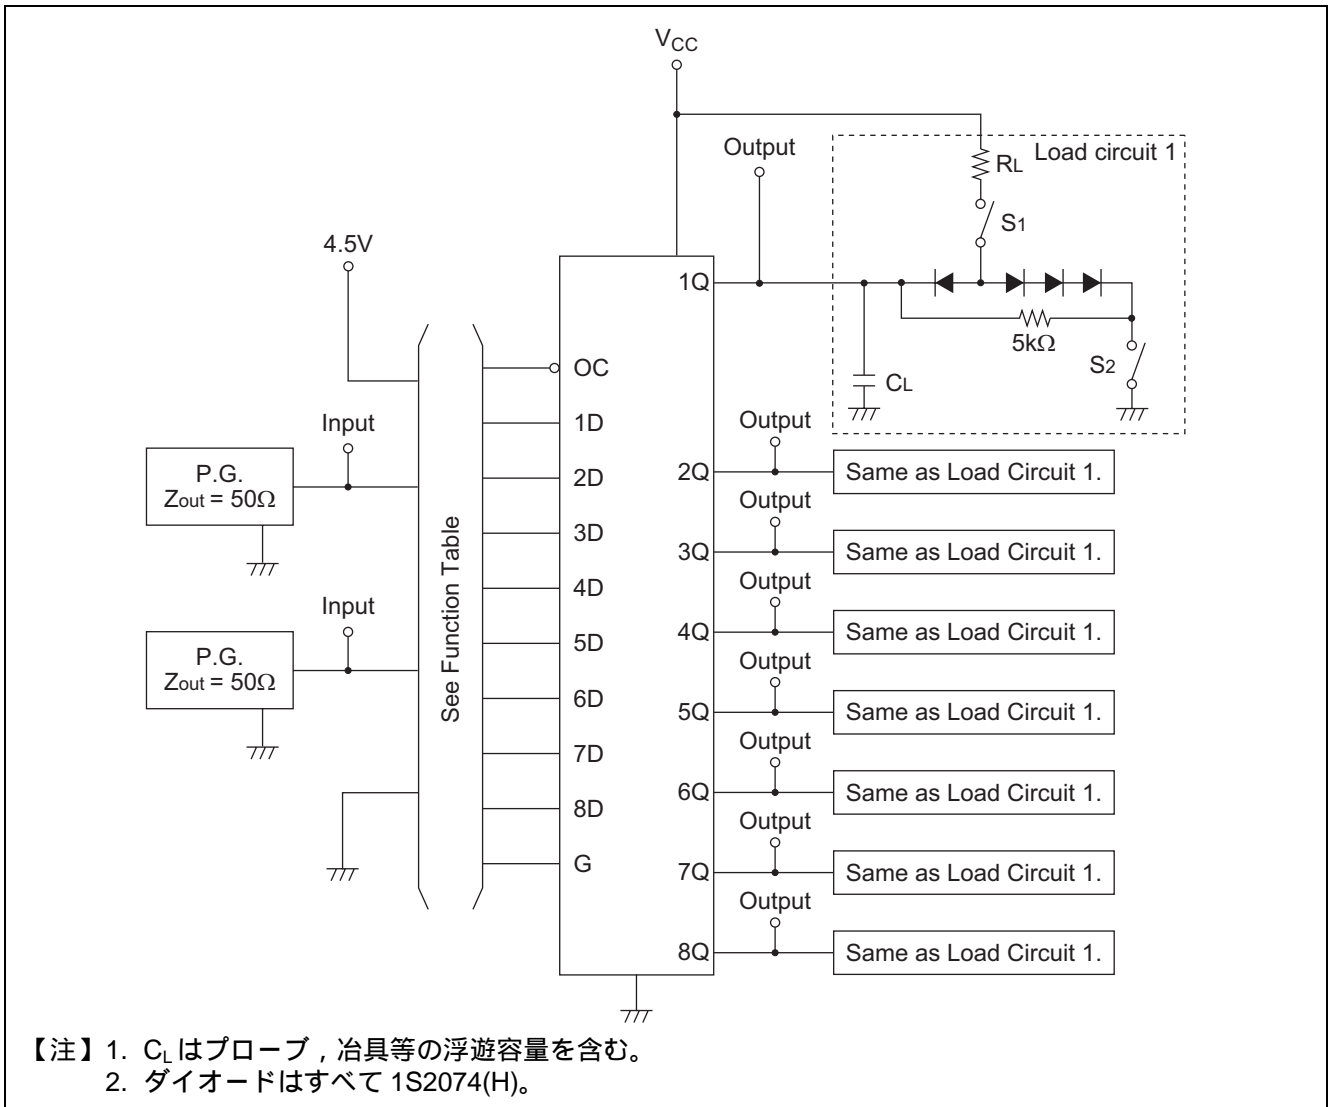 VCC
Output
Load circuit 1
RL
S1
4.5V
1Q
5kΩ
S2
CL
OC
Input
1D
Output
P.G.
Zout = 50Ω
2D
2Q
Same as Load Circuit 1.
Output
3D
3Q
Same as Load Circuit 1.
See Function Table
4D
Output
Input
4Q
Same as Load Circuit 1.
5D
P.G.
Zout = 50Ω
Output
6D
5Q
Same as Load Circuit 1.
7D
Output
6Q
Same as Load Circuit 1.
8D
Output
G
7Q
Same as Load Circuit 1.
Output
8Q
Same as Load Circuit 1.
【注】1. CLはプローブ , 冶具等の浮遊容量を含む。
2. ダイオードはすべて 1S2074(H)。